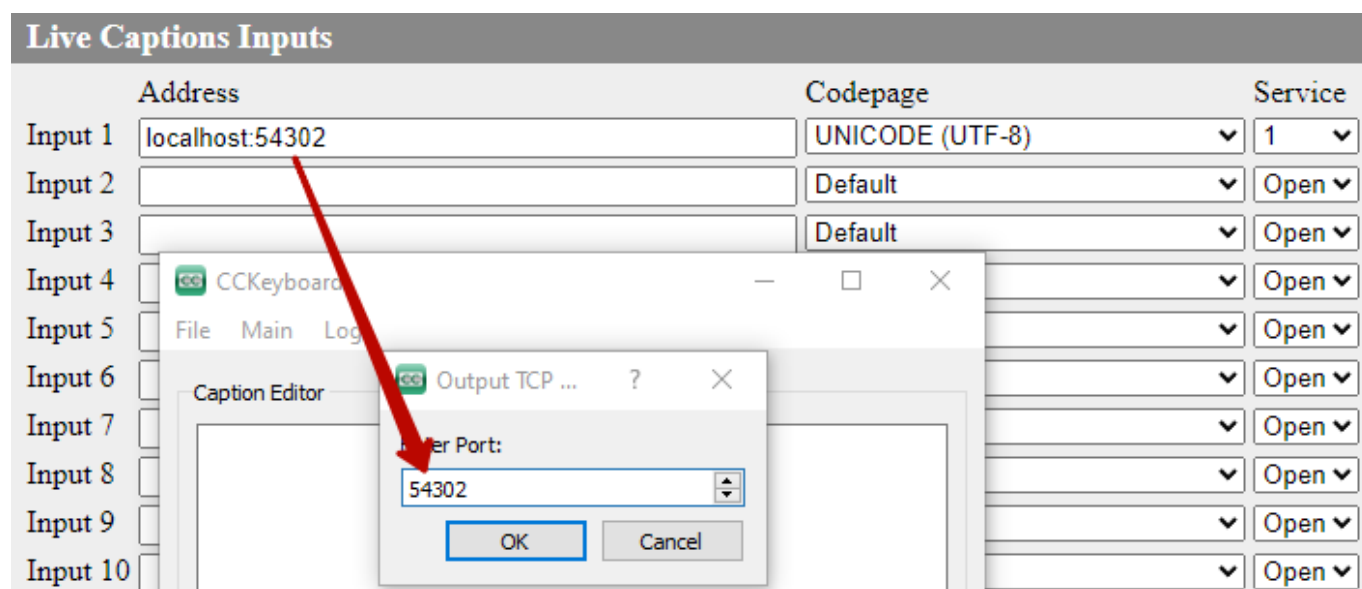 Live Captions Inputs
Address Codepage Service
Input 1 localhost:54302 UNICODE (UTF-8) 1
Input 2 Default Open
Input 3 Default Open
Input 4 Open
CCKeyboard
Input 5 Open
File Main Log
Input 6 Open
Output TCP ... ?
Caption Editor
Input 7 Open
Port:
Input 8 Open
54302
Input 9 Open
OK Cancel
Input 10 Open